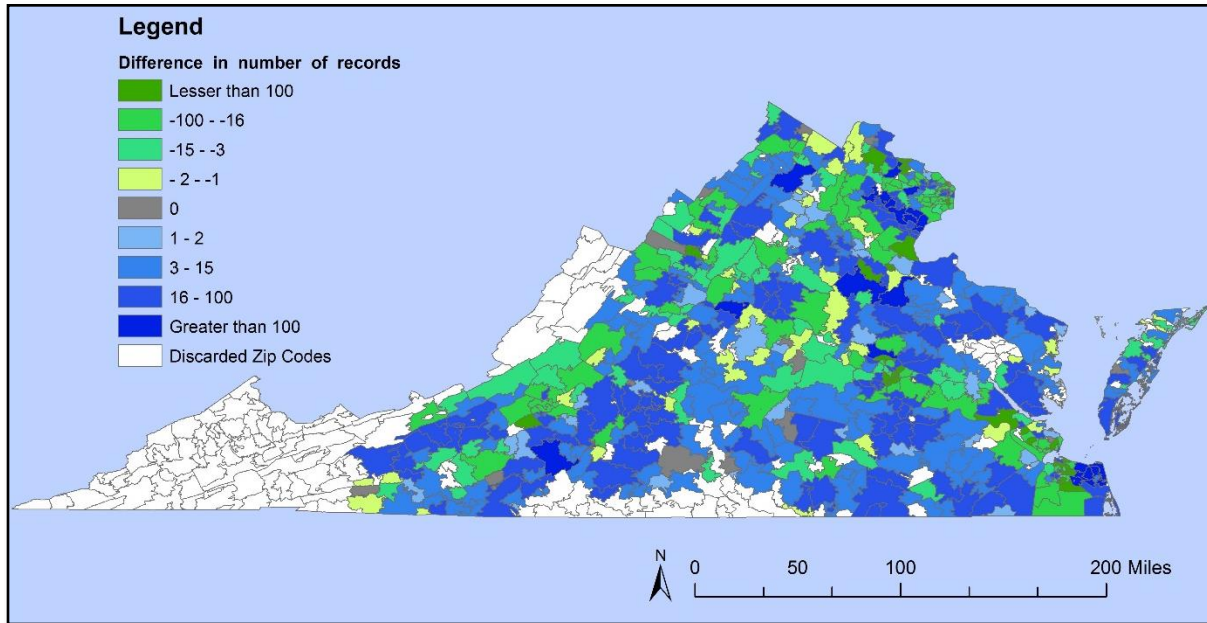 Legend
Difference in number of records
Lesser than 100
-100 - -16
-15 - -3
- 2 - -1
0
1 - 2
3 - 15
16 - 100
Greater than 100
Discarded Zip Codes
N
0 50 100 200 Miles